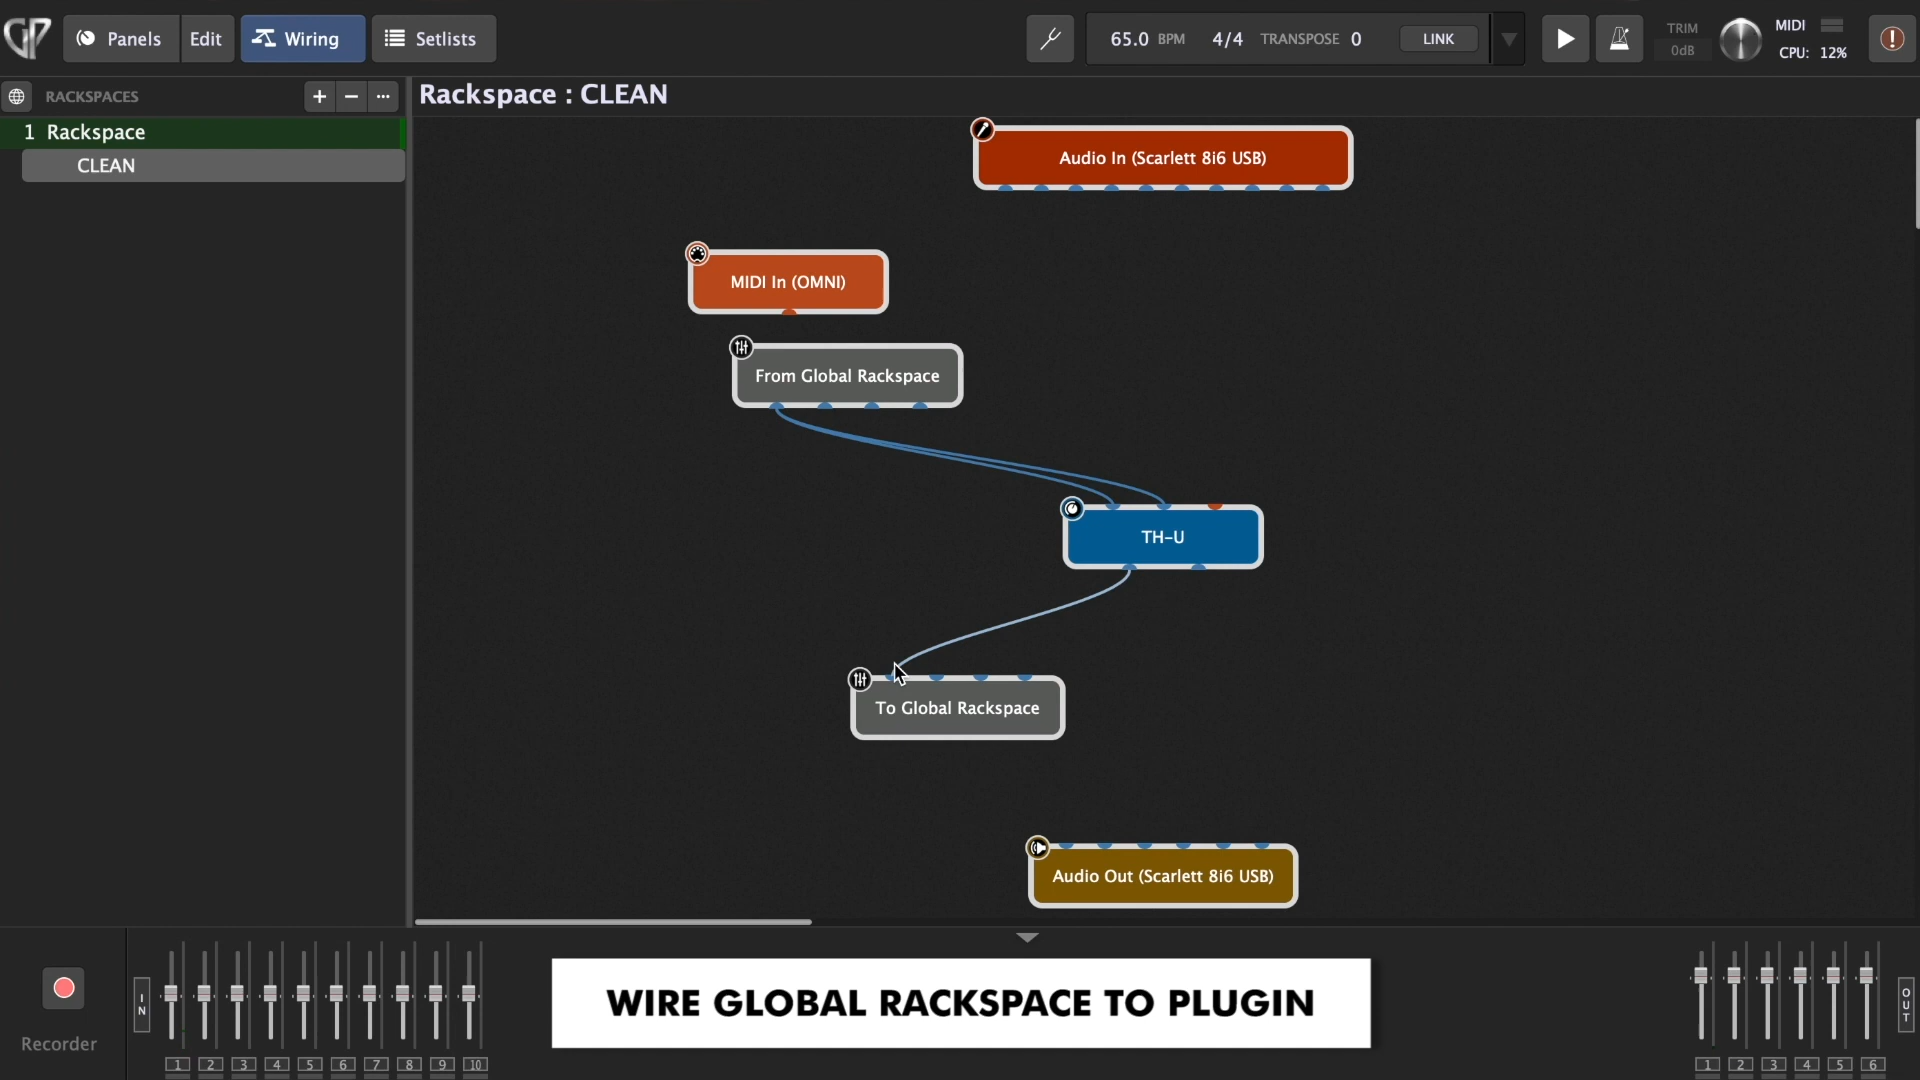 GP
Panels
Edit
Wiring
Setlists
65.0 BPM 4/4 TRANSPOSE 0
LINK
TRIM
0dB
MIDI
CPU: 12%
RACKSPACES
+ − ...
Rackspace : CLEAN
1 Rackspace
CLEAN
Audio In (Scarlett 8i6 USB)
MIDI In (OMNI)
From Global Rackspace
TH-U
To Global Rackspace
Audio Out (Scarlett 8i6 USB)
Recorder
IN
1 2 3 4 5 6 7 8 9 10
WIRE GLOBAL RACKSPACE TO PLUGIN
OUT
1 2 3 4 5 6